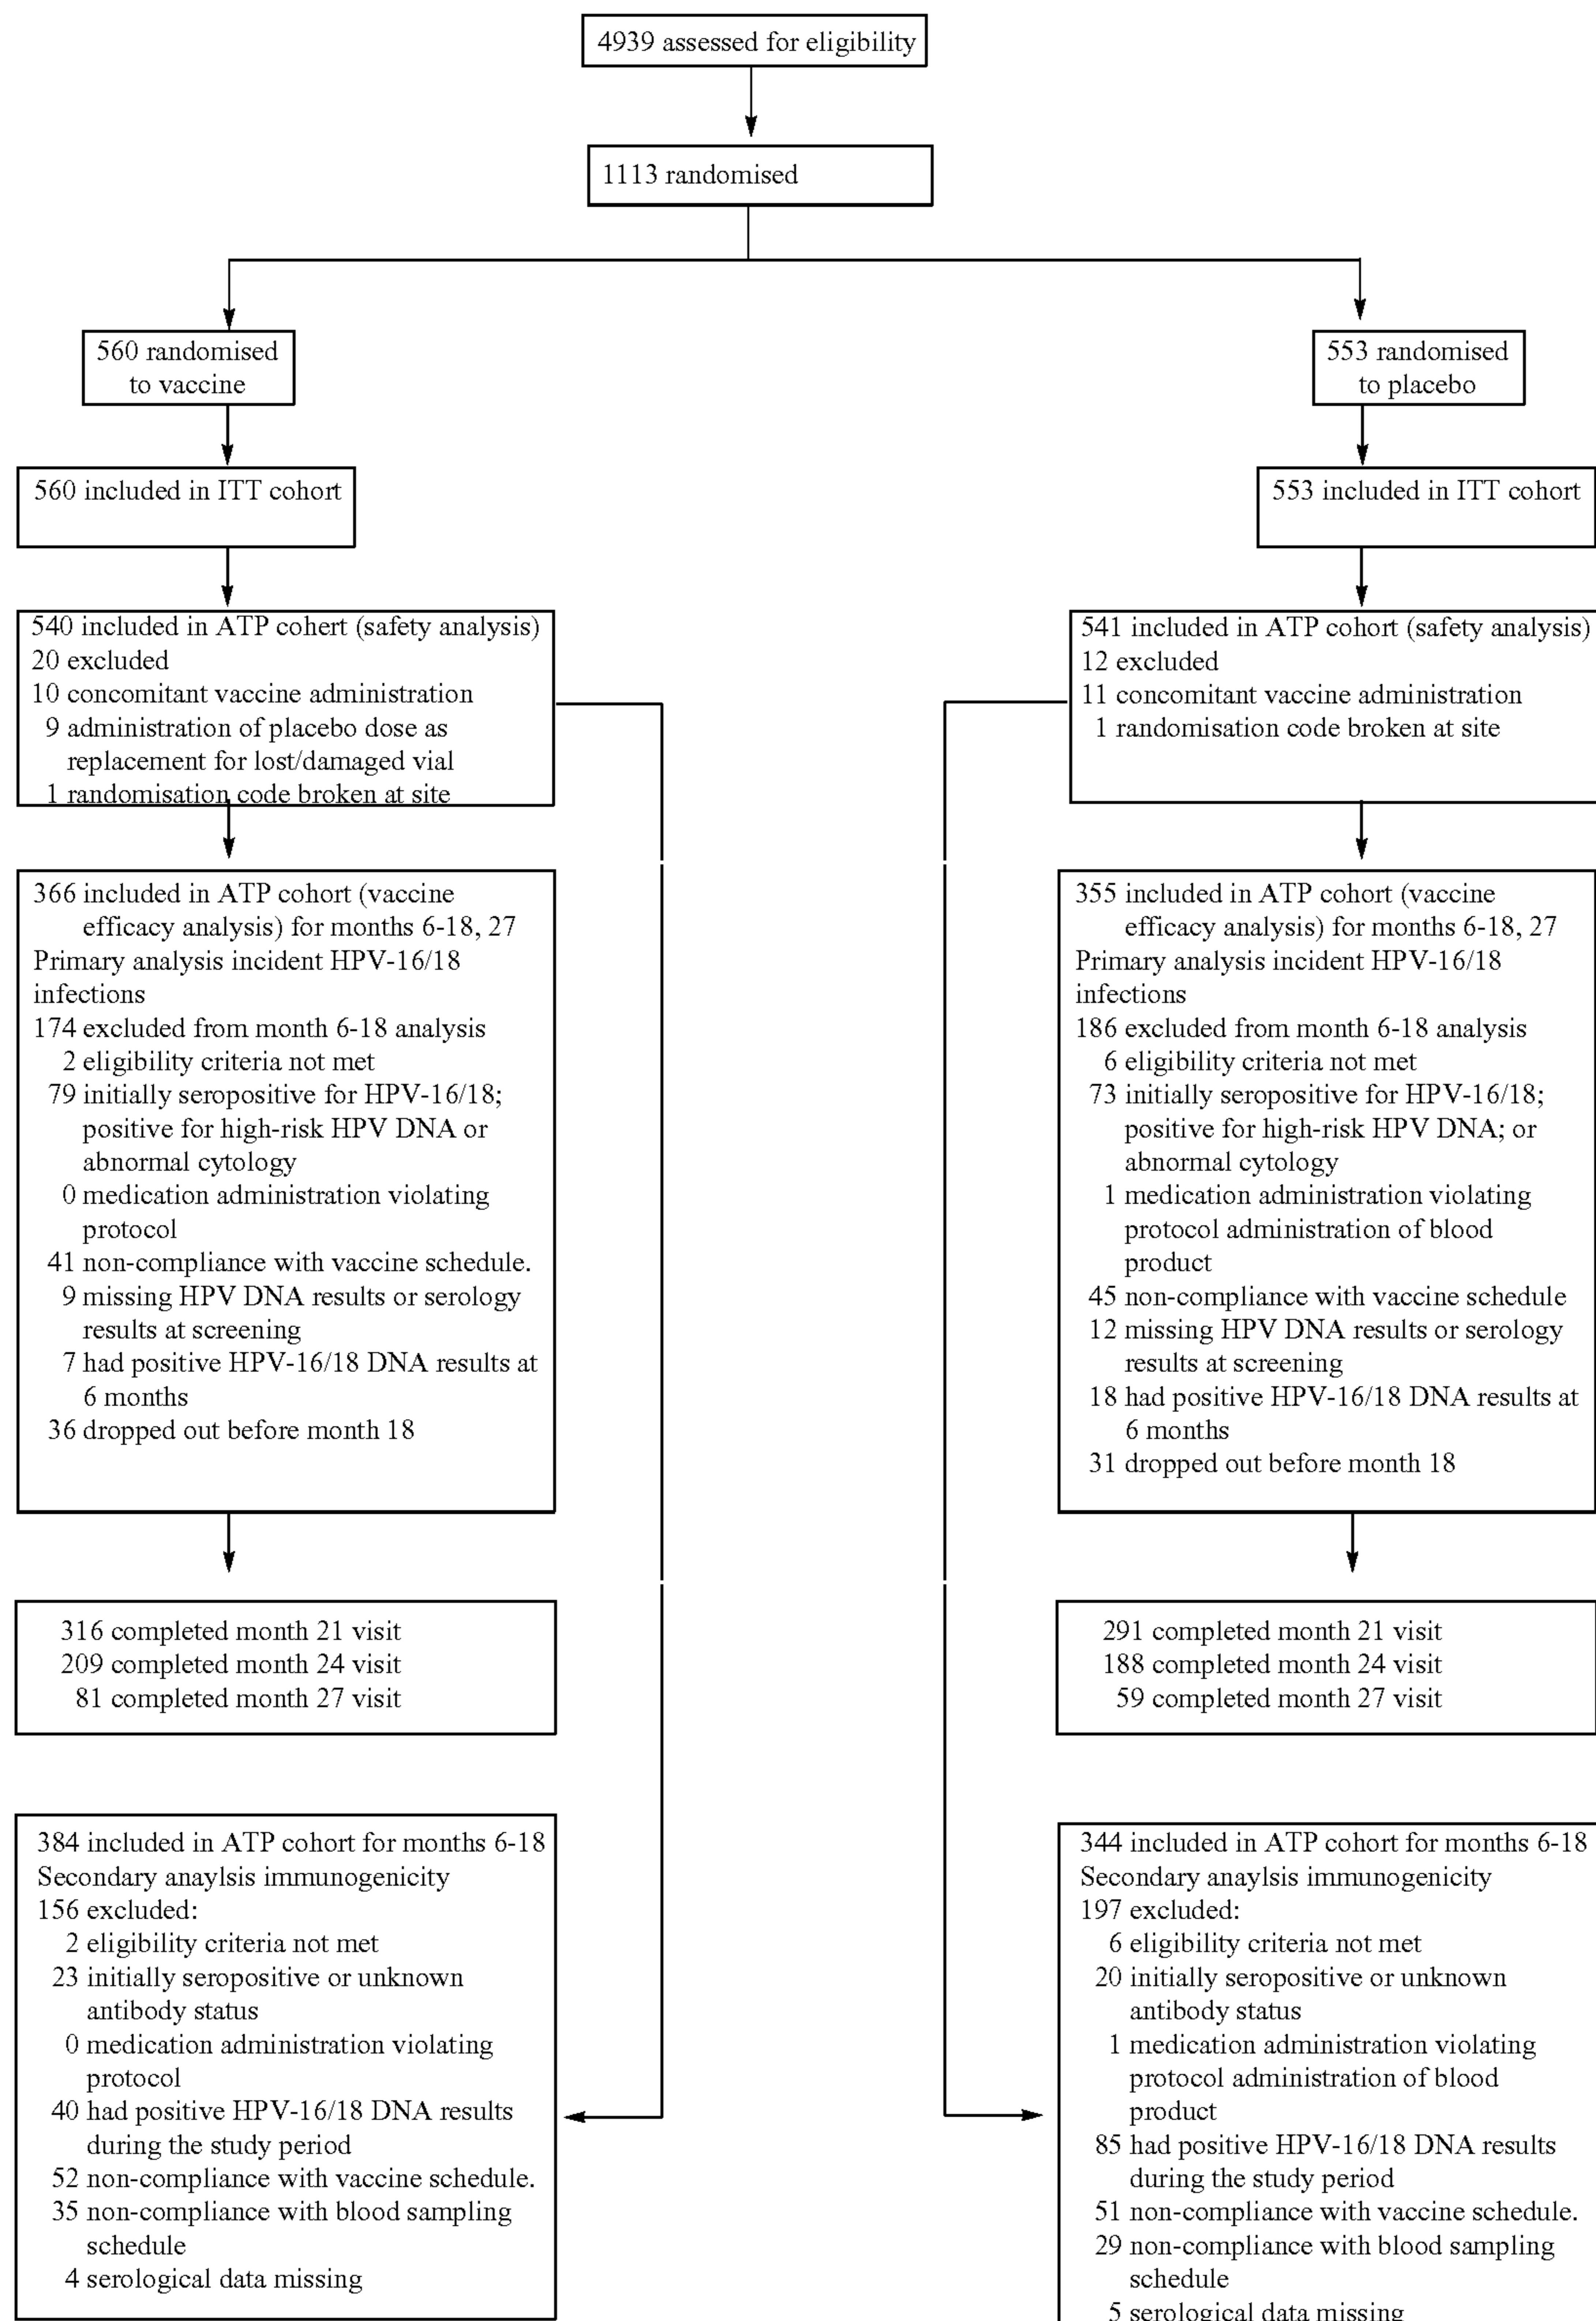 4939 assessed for eligibility
1113 randomised
560 randomised
to vaccine
553 randomised
to placebo
560 included in ITT cohort
553 included in ITT cohort
540 included in ATP cohert (safety analysis)
20 excluded
10 concomitant vaccine administration
9 administration of placebo dose as
replacement for lost/damaged vial
1 randomisation code broken at site
541 included in ATP cohort (safety analysis)
12 excluded
11 concomitant vaccine administration
1 randomisation code broken at site
366 included in ATP cohort (vaccine
efficacy analysis) for months 6-18, 27
Primary analysis incident HPV-16/18
infections
174 excluded from month 6-18 analysis
2 eligibility criteria not met
79 initially seropositive for HPV-16/18;
positive for high-risk HPV DNA or
abnormal cytology
0 medication administration violating
protocol
41 non-compliance with vaccine schedule.
9 missing HPV DNA results or serology
results at screening
7 had positive HPV-16/18 DNA results at
6 months
36 dropped out before month 18
355 included in ATP cohort (vaccine
efficacy analysis) for months 6-18, 27
Primary analysis incident HPV-16/18
infections
186 excluded from month 6-18 analysis
6 eligibility criteria not met
73 initially seropositive for HPV-16/18;
positive for high-risk HPV DNA; or
abnormal cytology
1 medication administration violating
protocol administration of blood
product
45 non-compliance with vaccine schedule
12 missing HPV DNA results or serology
results at screening
18 had positive HPV-16/18 DNA results at
6 months
31 dropped out before month 18
316 completed month 21 visit
209 completed month 24 visit
81 completed month 27 visit
291 completed month 21 visit
188 completed month 24 visit
59 completed month 27 visit
384 included in ATP cohort for months 6-18
Secondary anaylsis immunogenicity
156 excluded:
2 eligibility criteria not met
23 initially seropositive or unknown
antibody status
0 medication administration violating
protocol
40 had positive HPV-16/18 DNA results
during the study period
52 non-compliance with vaccine schedule.
35 non-compliance with blood sampling
schedule
4 serological data missing
344 included in ATP cohort for months 6-18
Secondary anaylsis immunogenicity
197 excluded:
6 eligibility criteria not met
20 initially seropositive or unknown
antibody status
1 medication administration violating
protocol administration of blood
product
85 had positive HPV-16/18 DNA results
during the study period
51 non-compliance with vaccine schedule.
29 non-compliance with blood sampling
schedule
5 serological data missing